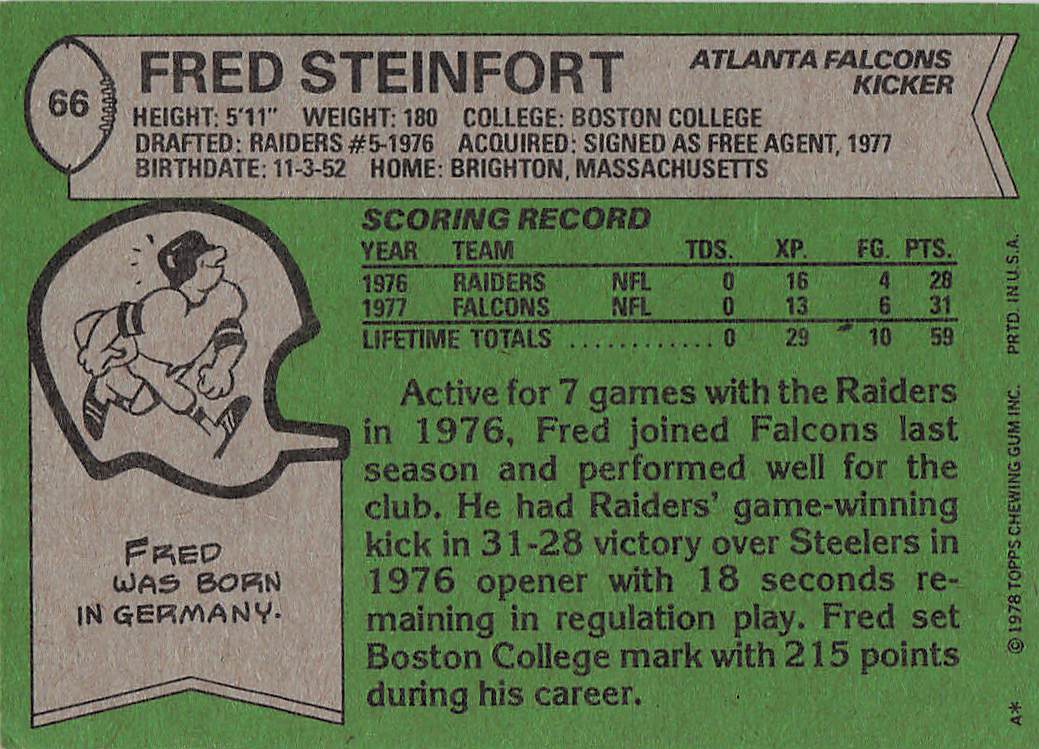 66
FRED STEINFORT
ATLANTA FALCONS
KICKER
HEIGHT: 5'11" WEIGHT: 180 COLLEGE: BOSTON COLLEGE
DRAFTED: RAIDERS #5-1976 ACQUIRED: SIGNED AS FREE AGENT, 1977
BIRTHDATE: 11-3-52 HOME: BRIGHTON, MASSACHUSETTS
SCORING RECORD
YEAR TEAM TDS. XP. FG. PTS.
1976 RAIDERS NFL 0 16 4 28
1977 FALCONS NFL 0 13 6 31
LIFETIME TOTALS ............ 0 29 10 59
Active for 7 games with the Raiders
in 1976, Fred joined Falcons last
season and performed well for the
club. He had Raiders' game-winning
kick in 31-28 victory over Steelers in
1976 opener with 18 seconds re-
maining in regulation play. Fred set
Boston College mark with 215 points
during his career.
FRED
WAS BORN
IN GERMANY.
A* © 1978 TOPPS CHEWING GUM INC. PRTD. IN U.S.A.